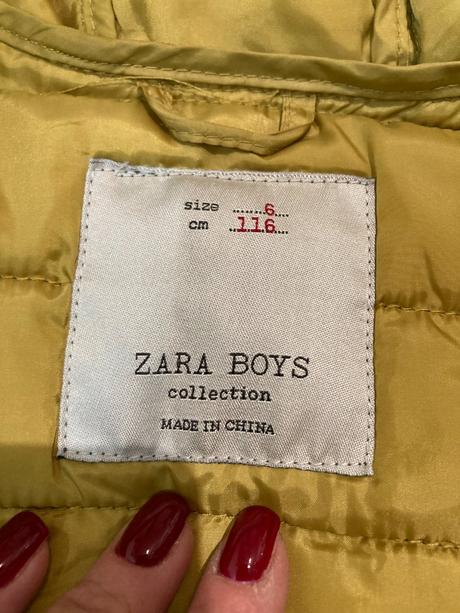 size ......6....
cm ..116....
ZARA BOYS
collection
MADE IN CHINA